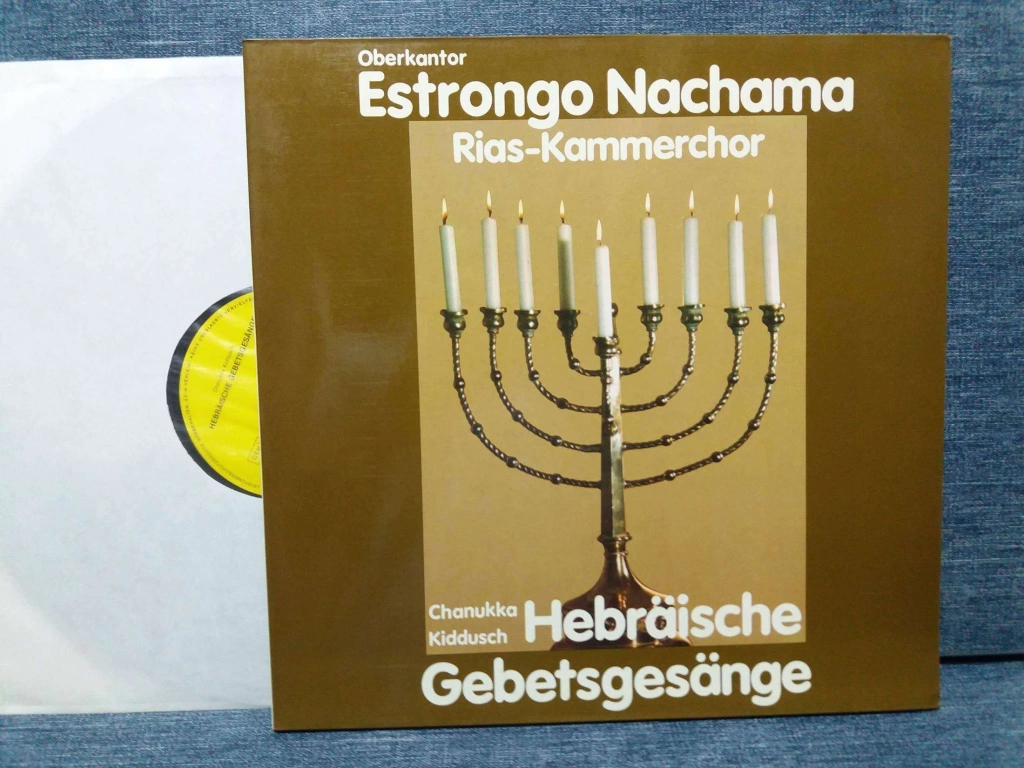 Oberkantor
Estrongo Nachama
Rias-Kammerchor
Chanukka
Kiddusch
Hebräische
Gebetsgesänge
HEBRÄISCHE GEBETSGESÄNGE